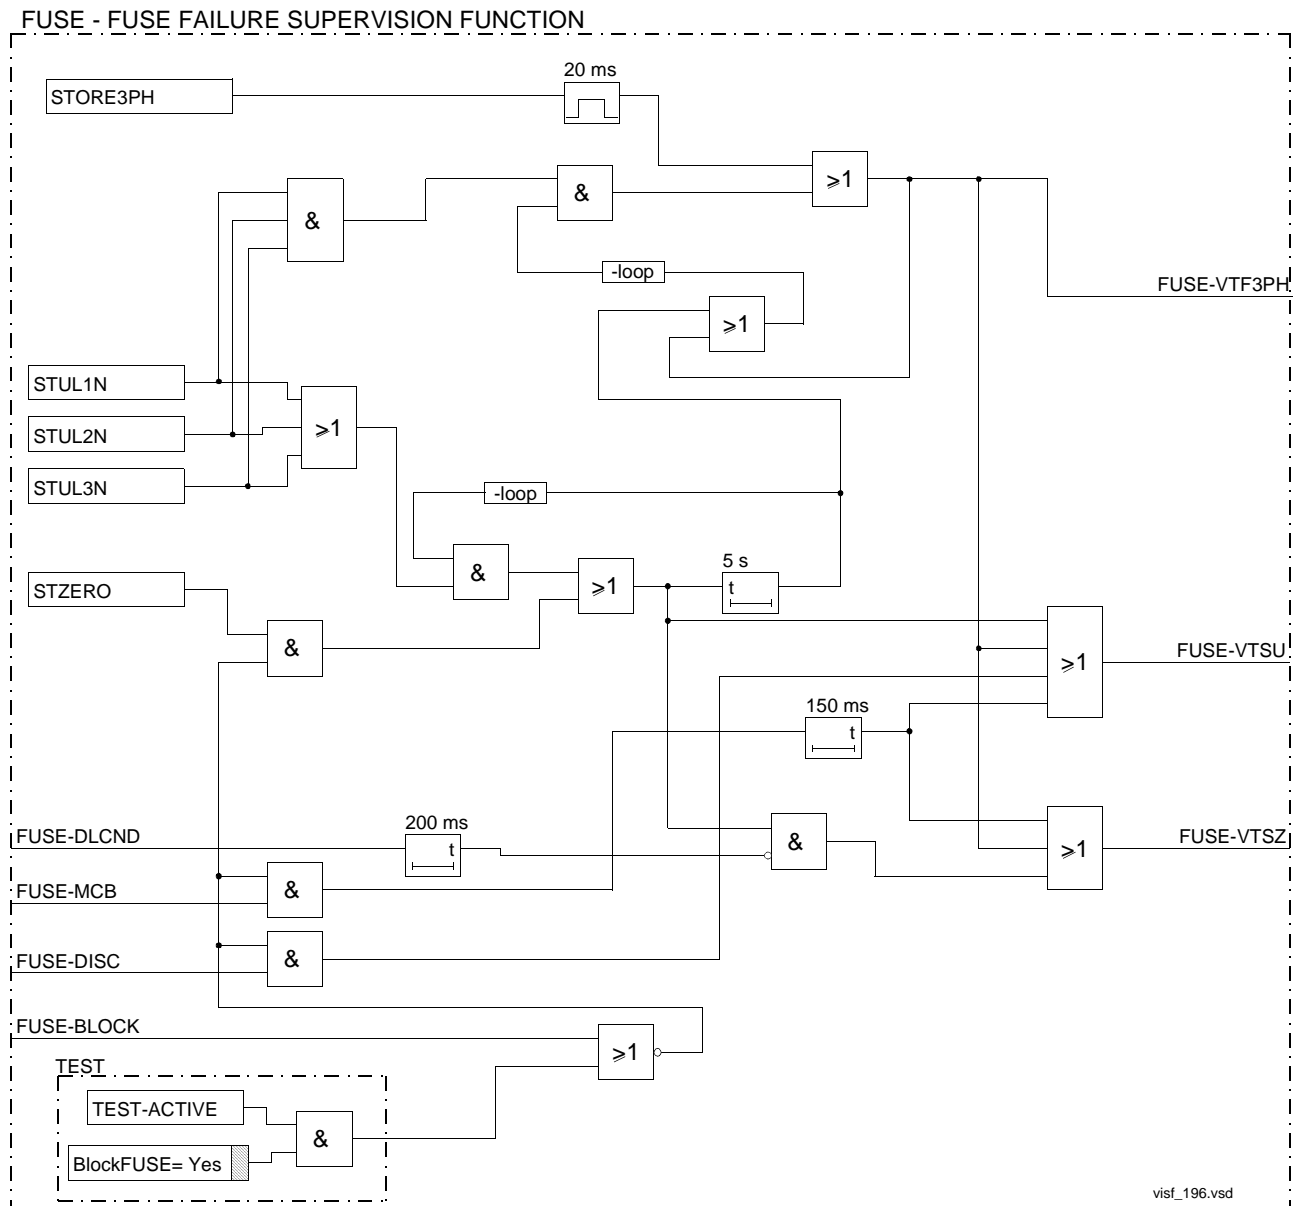 FUSE - FUSE FAILURE SUPERVISION FUNCTION
20 ms
STORE3PH
≥1
&
&
-loop
FUSE-VTF3PH
≥1
STUL1N
STUL2N
≥1
STUL3N
-loop
5 s
&
≥1
t
STZERO
&
FUSE-VTSU
≥1
150 ms
t
200 ms
FUSE-DLCND
t
&
≥1
FUSE-VTSZ
FUSE-MCB
&
FUSE-DISC
&
FUSE-BLOCK
≥1
TEST
TEST-ACTIVE
&
BlockFUSE= Yes
visf_196.vsd